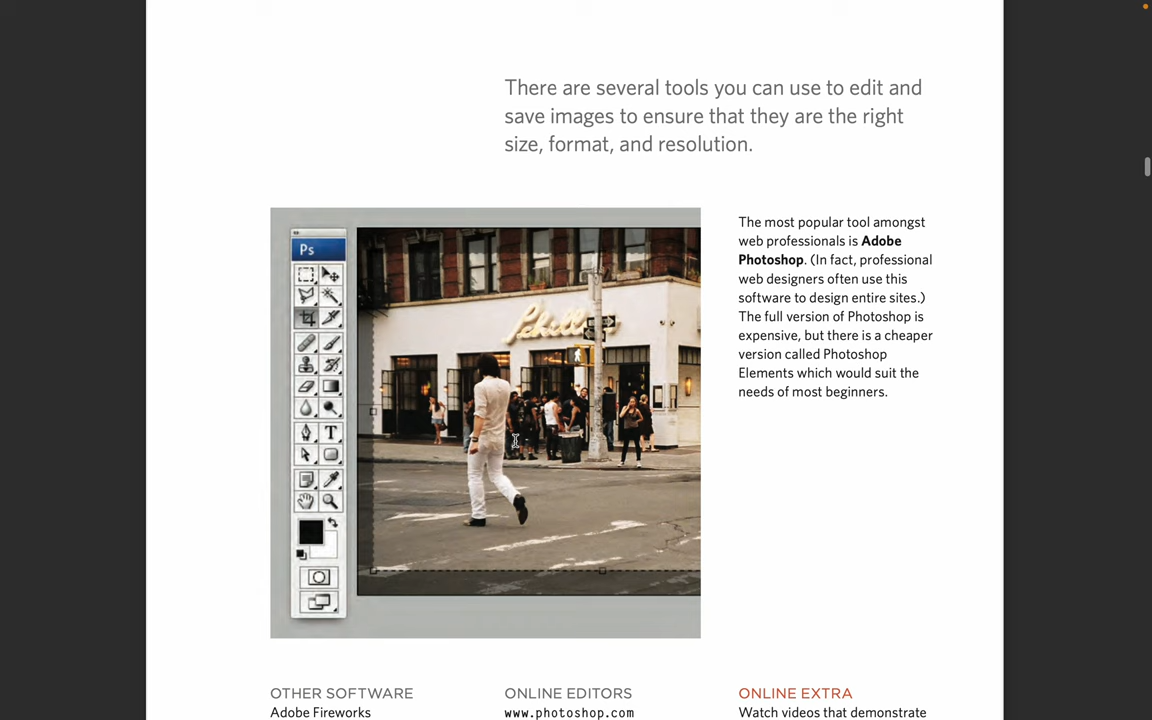 There are several tools you can use to edit and
save images to ensure that they are the right
size, format, and resolution.
Ps
T
Schiller
The most popular tool amongst
web professionals is Adobe
Photoshop. (In fact, professional
web designers often use this
software to design entire sites.)
The full version of Photoshop is
expensive, but there is a cheaper
version called Photoshop
Elements which would suit the
needs of most beginners.
OTHER SOFTWARE
Adobe Fireworks
ONLINE EDITORS
www.photoshop.com
ONLINE EXTRA
Watch videos that demonstrate